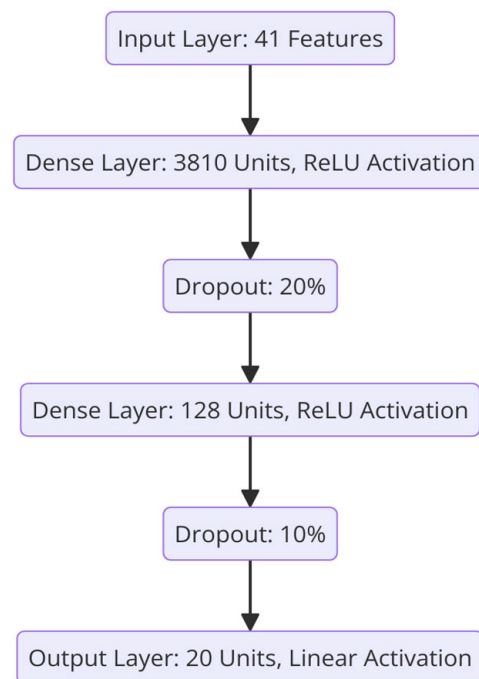 Input Layer: 41 Features
Dense Layer: 3810 Units, ReLU Activation
Dropout: 20%
Dense Layer: 128 Units, ReLU Activation
Dropout: 10%
Output Layer: 20 Units, Linear Activation